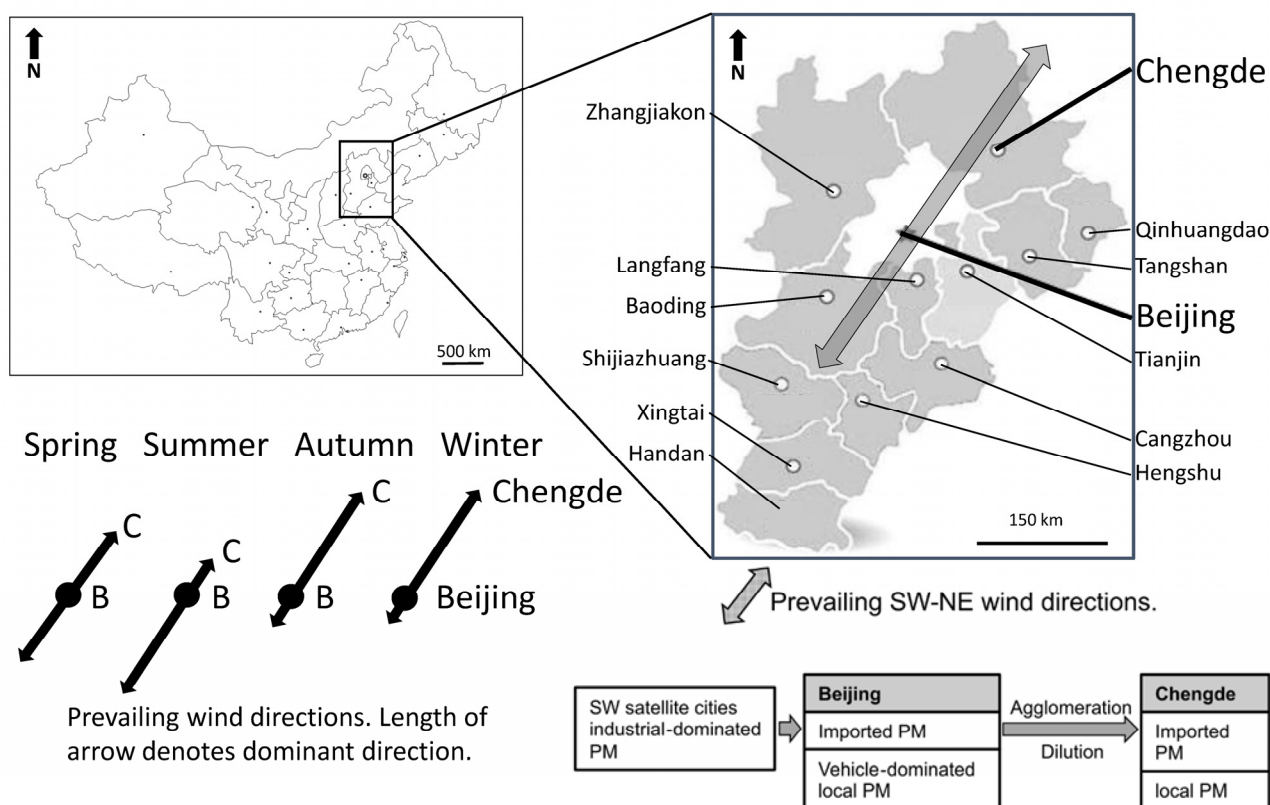 N
500 km
N
Zhangjiakon
Langfang
Baoding
Shijiazhuang
Xingtai
Handan
Chengde
Qinhuangdao
Tangshan
Beijing
Tianjin
Cangzhou
Hengshu
150 km
Spring Summer Autumn Winter
C
B
C
B
C
B
Chengde
Beijing
Prevailing wind directions. Length of
arrow denotes dominant direction.
Prevailing SW-NE wind directions.
SW satellite cities
industrial-dominated
PM
Beijing
Imported PM
Vehicle-dominated
local PM
Agglomeration
Dilution
Chengde
Imported
PM
local PM